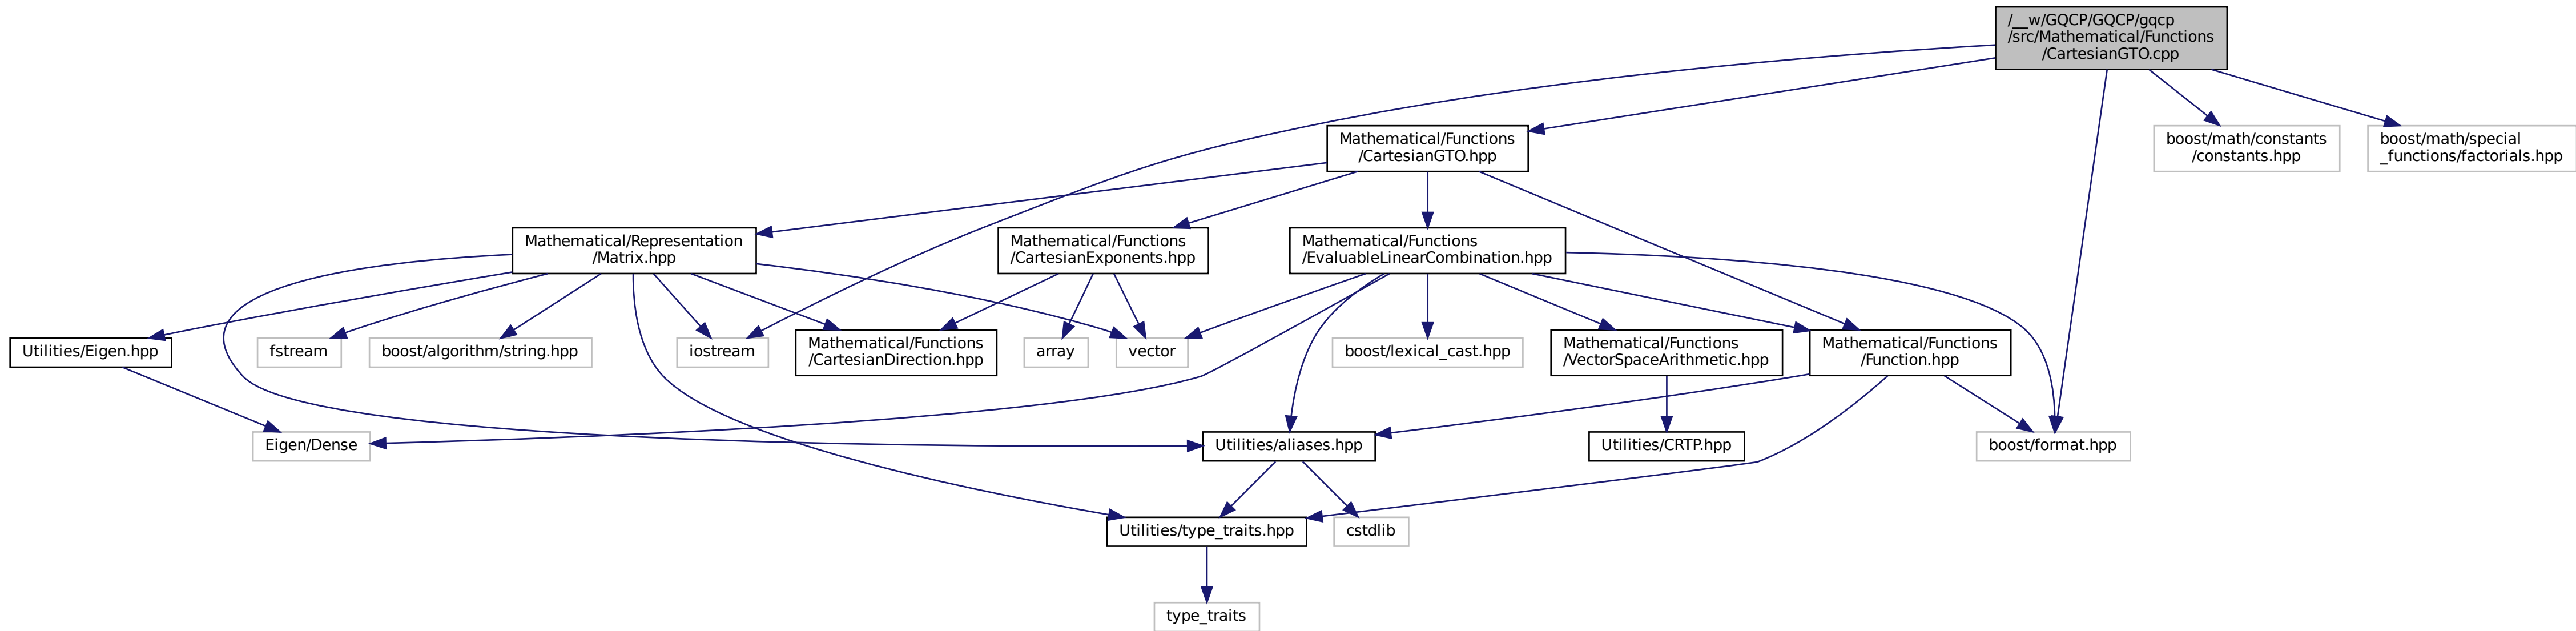 /__w/GQCP/GQCP/gqcp
/src/Mathematical/Functions
/CartesianGTO.cpp
Mathematical/Functions
/CartesianGTO.hpp
boost/math/constants
/constants.hpp
boost/math/special
_functions/factorials.hpp
Mathematical/Representation
/Matrix.hpp
Mathematical/Functions
/CartesianExponents.hpp
Mathematical/Functions
/EvaluableLinearCombination.hpp
Utilities/Eigen.hpp
fstream
boost/algorithm/string.hpp
iostream
Mathematical/Functions
/CartesianDirection.hpp
array
vector
boost/lexical_cast.hpp
Mathematical/Functions
/VectorSpaceArithmetic.hpp
Mathematical/Functions
/Function.hpp
Eigen/Dense
Utilities/aliases.hpp
Utilities/CRTP.hpp
boost/format.hpp
Utilities/type_traits.hpp
cstdlib
type_traits